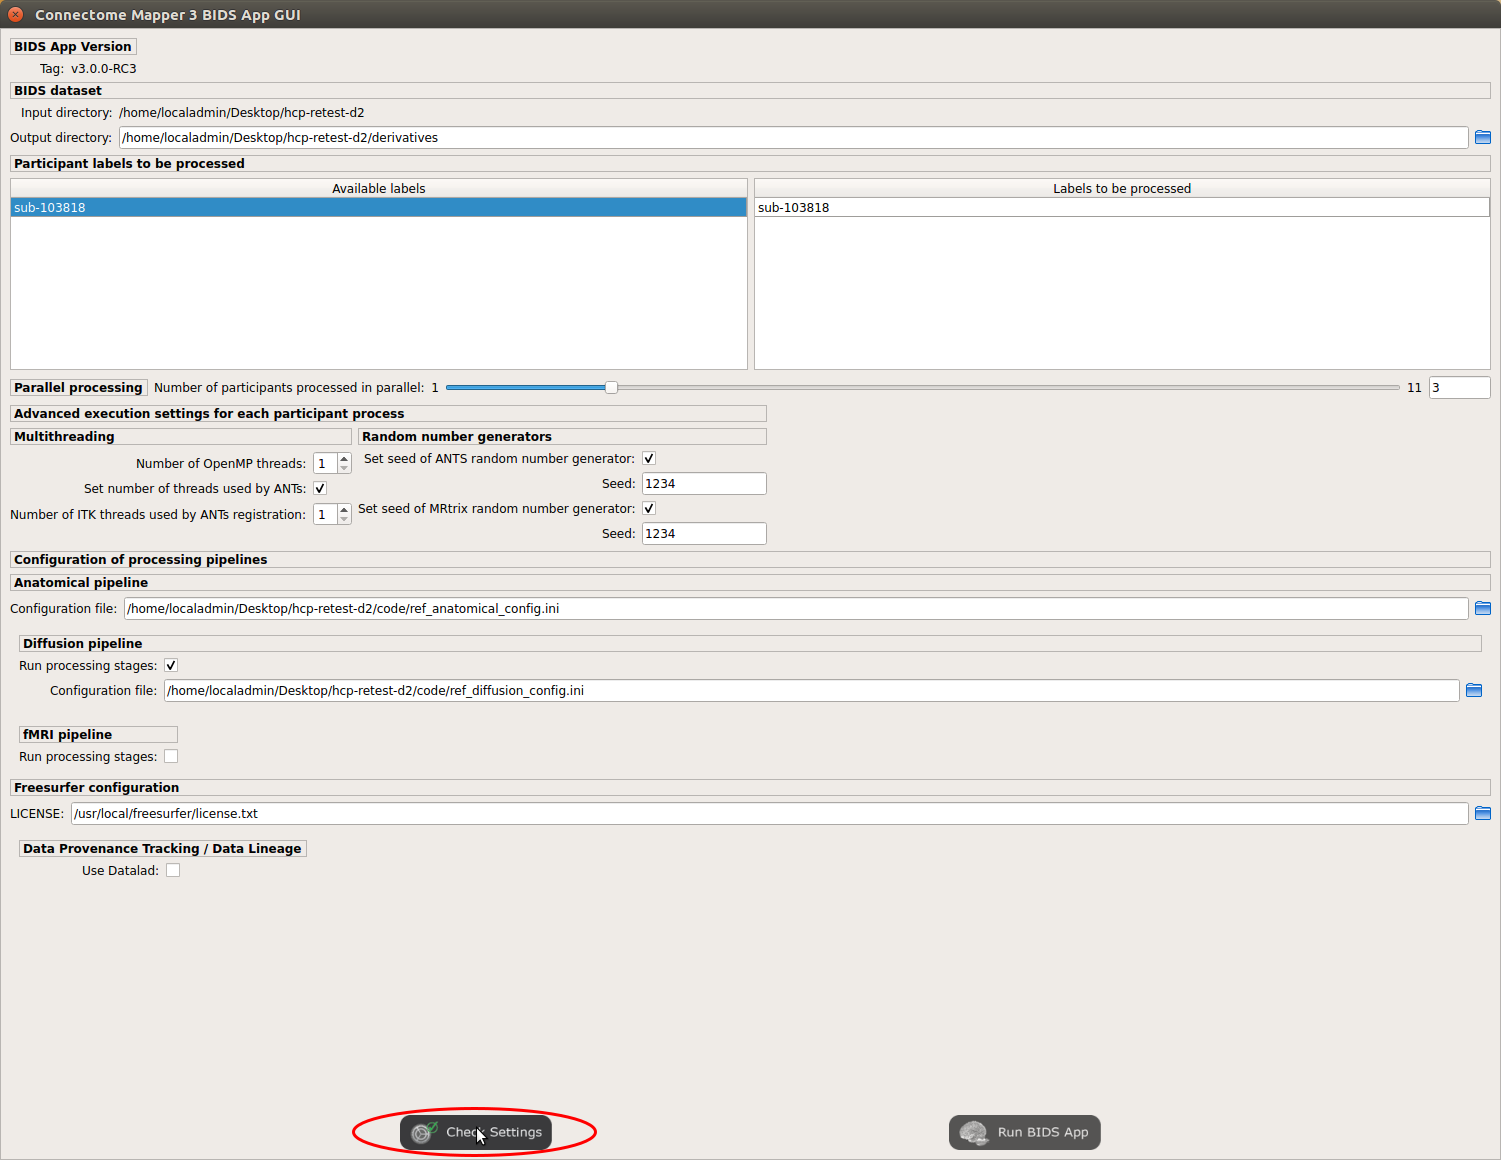 Connectome Mapper 3 BIDS App GUI
BIDS App Version
Tag: v3.0.0-RC3
BIDS dataset
Input directory: /home/localadmin/Desktop/hcp-retest-d2
Output directory: /home/localadmin/Desktop/hcp-retest-d2/derivatives
Participant labels to be processed
Available labels Labels to be processed
sub-103818 sub-103818
Parallel processing Number of participants processed in parallel: 1 11 3
Advanced execution settings for each participant process
Multithreading Random number generators
Number of OpenMP threads: 1 Set seed of ANTS random number generator:
Set number of threads used by ANTs: Seed: 1234
Number of ITK threads used by ANTs registration: 1 Set seed of MRtrix random number generator:
Seed: 1234
Configuration of processing pipelines
Anatomical pipeline
Configuration file: /home/localadmin/Desktop/hcp-retest-d2/code/ref_anatomical_config.ini
Diffusion pipeline
Run processing stages:
Configuration file: /home/localadmin/Desktop/hcp-retest-d2/code/ref_diffusion_config.ini
fMRI pipeline
Run processing stages:
Freesurfer configuration
LICENSE: /usr/local/freesurfer/license.txt
Data Provenance Tracking / Data Lineage
Use Datalad:
Check Settings Run BIDS App